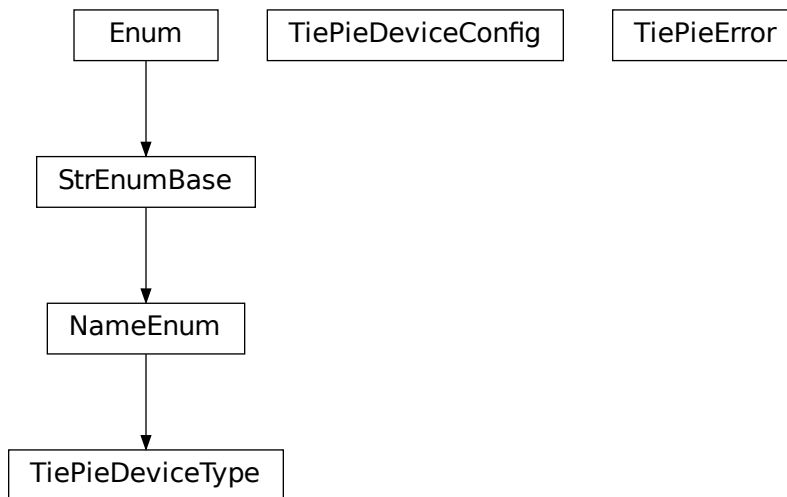 Enum
TiePieDeviceConfig
TiePieError
StrEnumBase
NameEnum
TiePieDeviceType